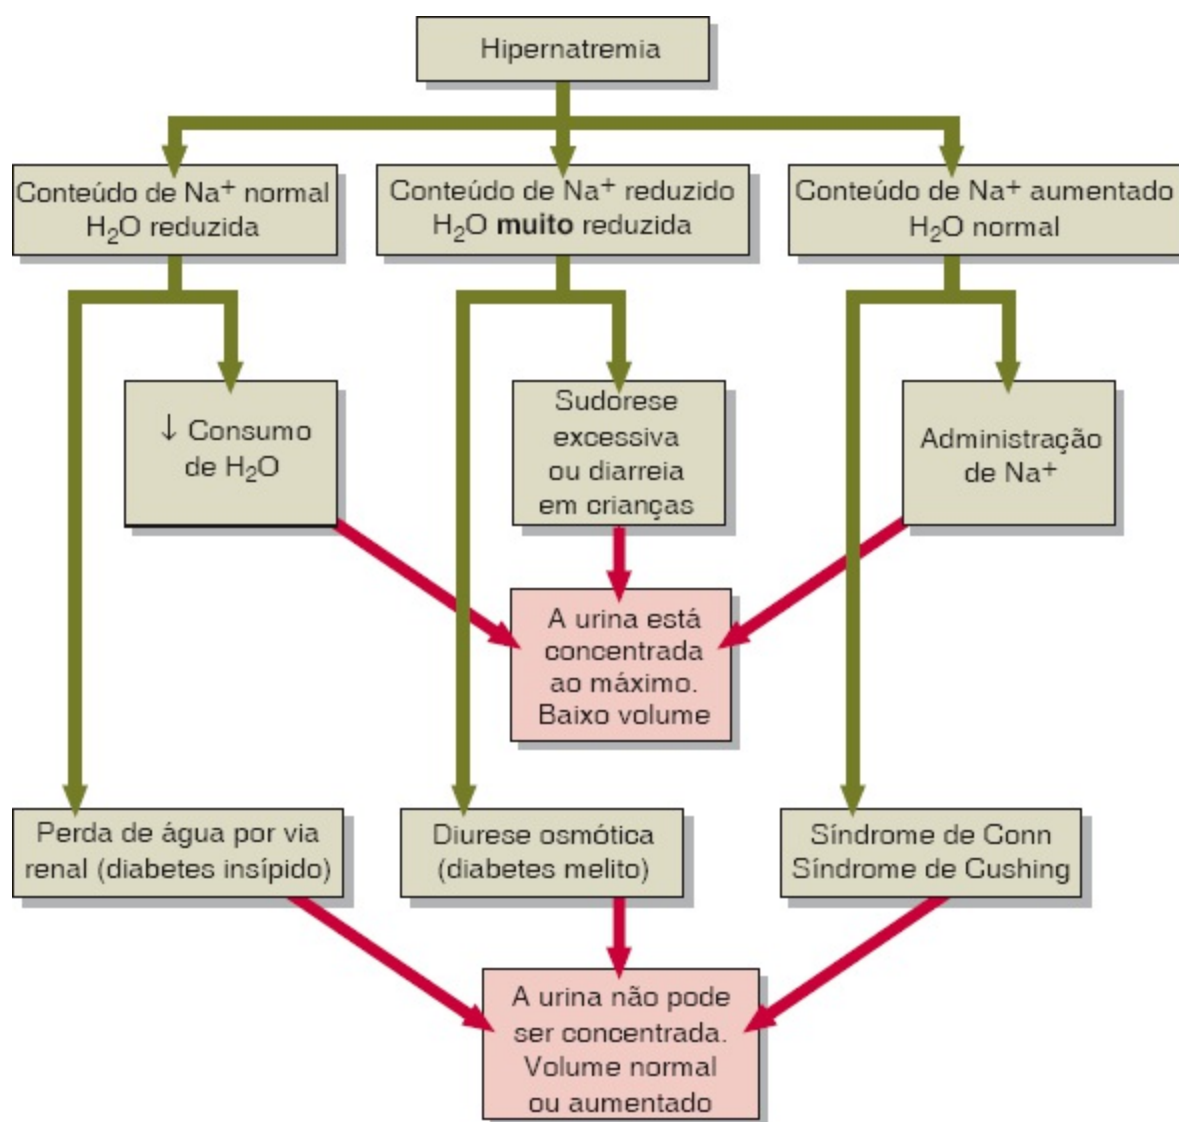 Hipernatremia
Conteúdo de Na⁺ normal
H₂O reduzida
Conteúdo de Na⁺ reduzido
H₂O muito reduzida
Conteúdo de Na⁺ aumentado
H₂O normal
↓ Consumo
de H₂O
Sudorese
excessiva
ou diarreia
em crianças
Administração
de Na⁺
A urina está
concentrada
ao máximo.
Baixo volume
Perda de água por via
renal (diabetes insípido)
Diurese osmótica
(diabetes melito)
Síndrome de Conn
Síndrome de Cushing
A urina não pode
ser concentrada.
Volume normal
ou aumentado